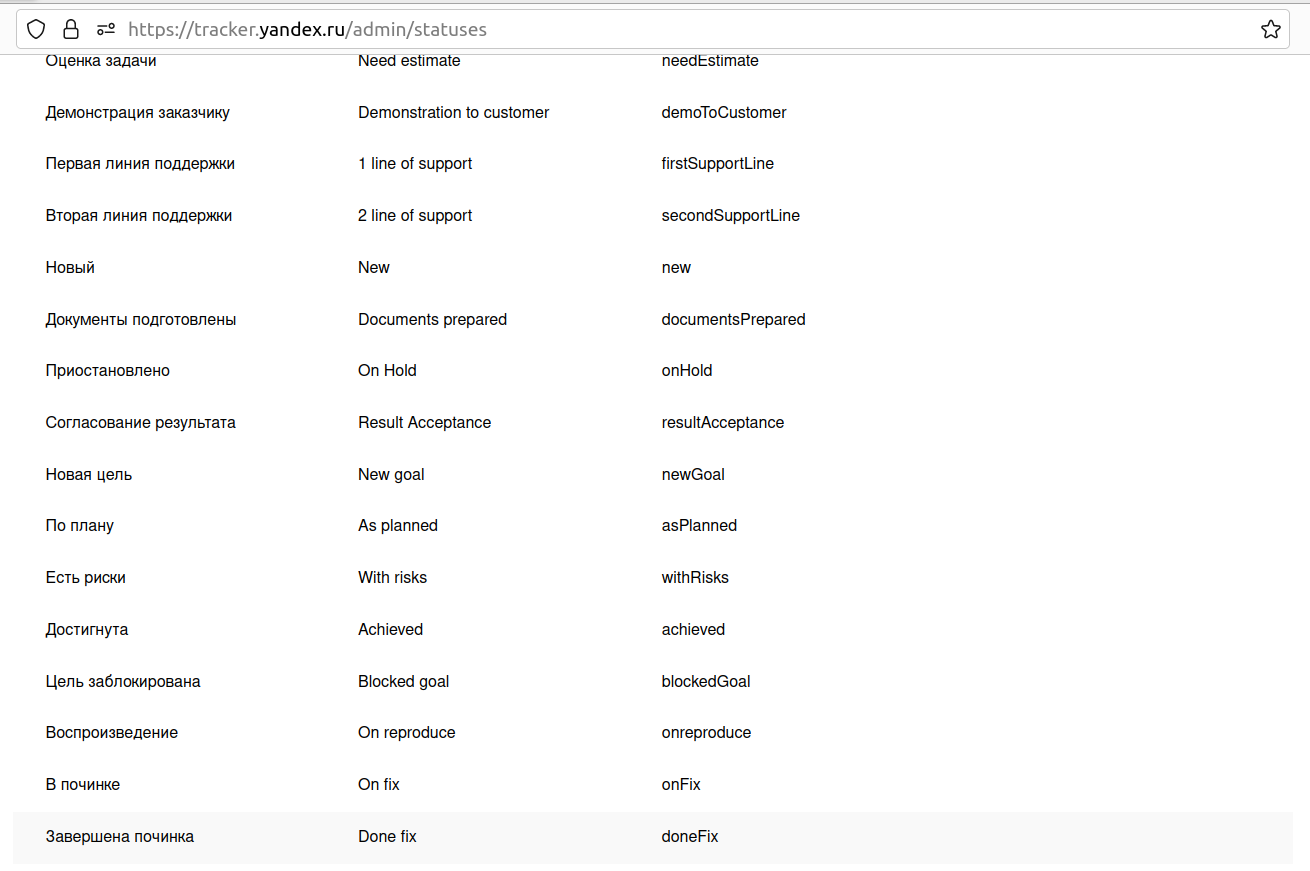 https://tracker.yandex.ru/admin/statuses
Оценка задачи Need estimate needEstimate
Демонстрация заказчику Demonstration to customer demoToCustomer
Первая линия поддержки 1 line of support firstSupportLine
Вторая линия поддержки 2 line of support secondSupportLine
Новый New new
Документы подготовлены Documents prepared documentsPrepared
Приостановлено On Hold onHold
Согласование результата Result Acceptance resultAcceptance
Новая цель New goal newGoal
По плану As planned asPlanned
Есть риски With risks withRisks
Достигнута Achieved achieved
Цель заблокирована Blocked goal blockedGoal
Воспроизведение On reproduce onreproduce
В починке On fix onFix
Завершена починка Done fix doneFix